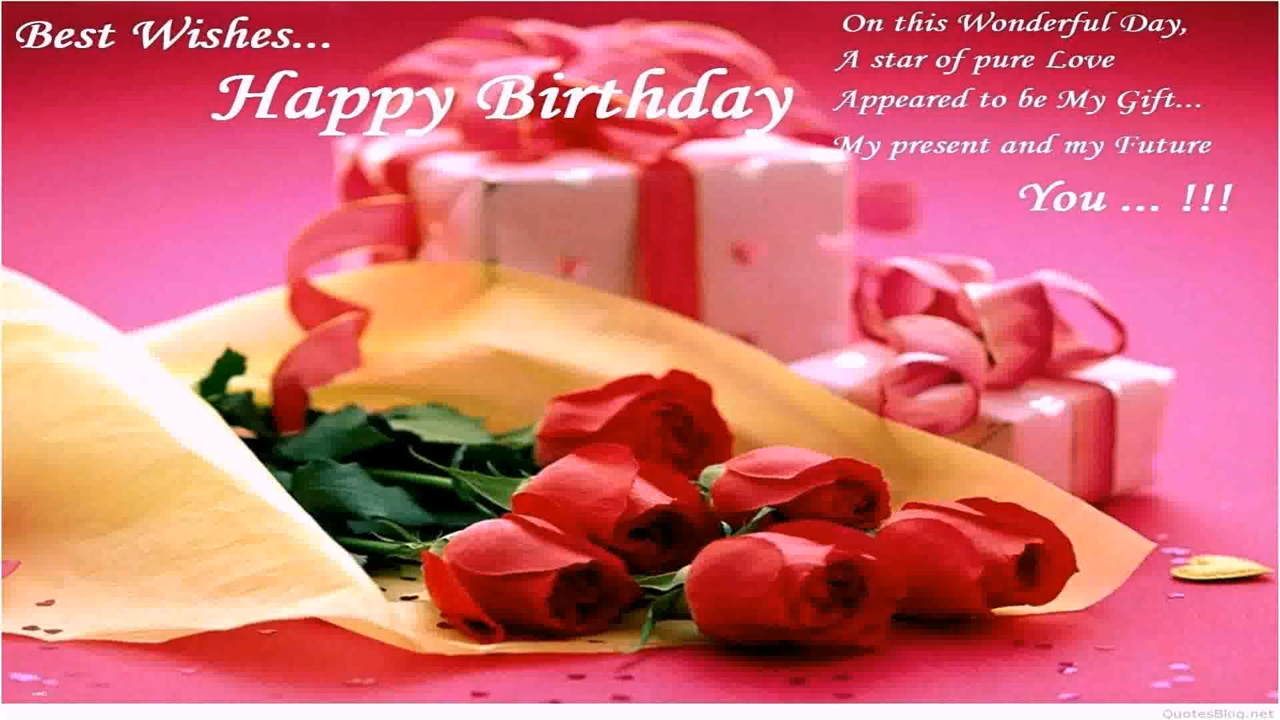 Best Wishes...
Happy Birthday
On this Wonderful Day,
A star of pure Love
Appeared to be My Gift...
My present and my Future
You ... !!!
QuotesBlog.net